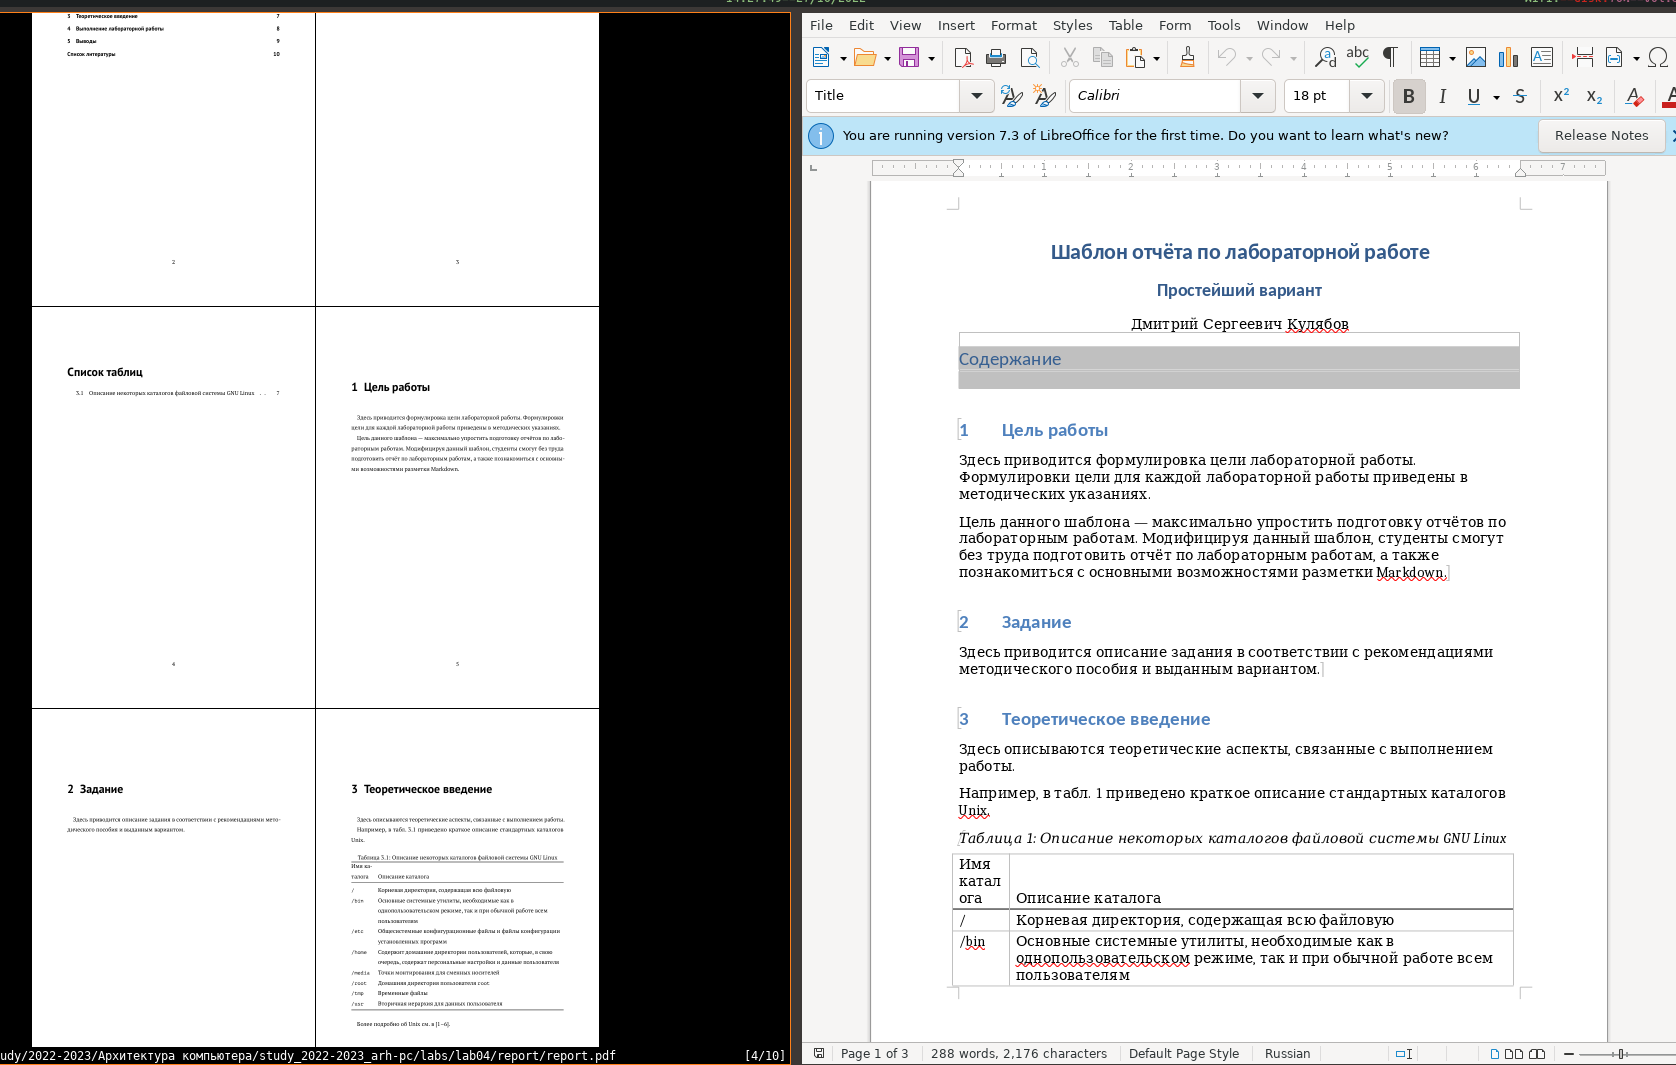 3 Теоретическое введение 7
4 Выполнение лабораторной работы 8
5 Выводы 9
Список литературы 10
2
3
Список таблиц
3.1 Описание некоторых каталогов файловой системы GNU Linux . . 7
4
1 Цель работы
Здесь приводится формулировка цели лабораторной работы. Формулировки
цели для каждой лабораторной работы приведены в методических указаниях.
Цель данного шаблона — максимально упростить подготовку отчётов по лабо-
раторным работам. Модифицируя данный шаблон, студенты смогут без труда
подготовить отчёт по лабораторным работам, а также познакомиться с основны-
ми возможностями разметки Markdown.
5
2 Задание
Здесь приводится описание задания в соответствии с рекомендациями мето-
дического пособия и выданным вариантом.
3 Теоретическое введение
Здесь описываются теоретические аспекты, связанные с выполнением работы.
Например, в табл. 3.1 приведено краткое описание стандартных каталогов
Unix.
Таблица 3.1: Описание некоторых каталогов файловой системы GNU Linux
Имя ка-
талога Описание каталога
/ Корневая директория, содержащая всю файловую
/bin Основные системные утилиты, необходимые как в
однопользовательском режиме, так и при обычной работе всем
пользователям
/etc Общесистемные конфигурационные файлы и файлы конфигурации
установленных программ
/home Содержит домашние директории пользователей, которые, в свою
очередь, содержат персональные настройки и данные пользователя
/media Точки монтирования для сменных носителей
/root Домашняя директория пользователя root
/tmp Временные файлы
/usr Вторичная иерархия для данных пользователя
Более подробно об Unix см. в [1–6].
udy/2022-2023/Архитектура компьютера/study_2022-2023_arh-pc/labs/lab04/report/report.pdf [4/10]
File Edit View Insert Format Styles Table Form Tools Window Help
Title Calibri 18 pt
You are running version 7.3 of LibreOffice for the first time. Do you want to learn what's new? Release Notes
1 2 3 4 5 6 7
Шаблон отчёта по лабораторной работе
Простейший вариант
Дмитрий Сергеевич Кулябов
Содержание
1 Цель работы
Здесь приводится формулировка цели лабораторной работы.
Формулировки цели для каждой лабораторной работы приведены в
методических указаниях.
Цель данного шаблона — максимально упростить подготовку отчётов по
лабораторным работам. Модифицируя данный шаблон, студенты смогут
без труда подготовить отчёт по лабораторным работам, а также
познакомиться с основными возможностями разметки Markdown.
2 Задание
Здесь приводится описание задания в соответствии с рекомендациями
методического пособия и выданным вариантом.
3 Теоретическое введение
Здесь описываются теоретические аспекты, связанные с выполнением
работы.
Например, в табл. 1 приведено краткое описание стандартных каталогов
Unix.
Таблица 1: Описание некоторых каталогов файловой системы GNU Linux
Имя
катал
ога Описание каталога
/ Корневая директория, содержащая всю файловую
/bin Основные системные утилиты, необходимые как в
однопользовательском режиме, так и при обычной работе всем
пользователям
Page 1 of 3 288 words, 2,176 characters Default Page Style Russian